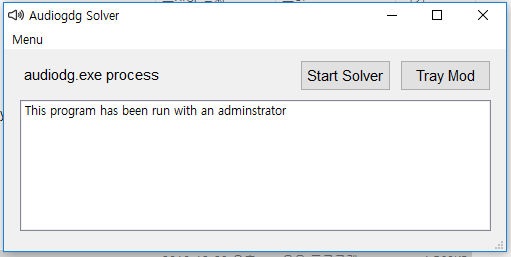 Audiogdg Solver
Menu
audiodg.exe process
Start Solver
Tray Mod
This program has been run with an adminstrator